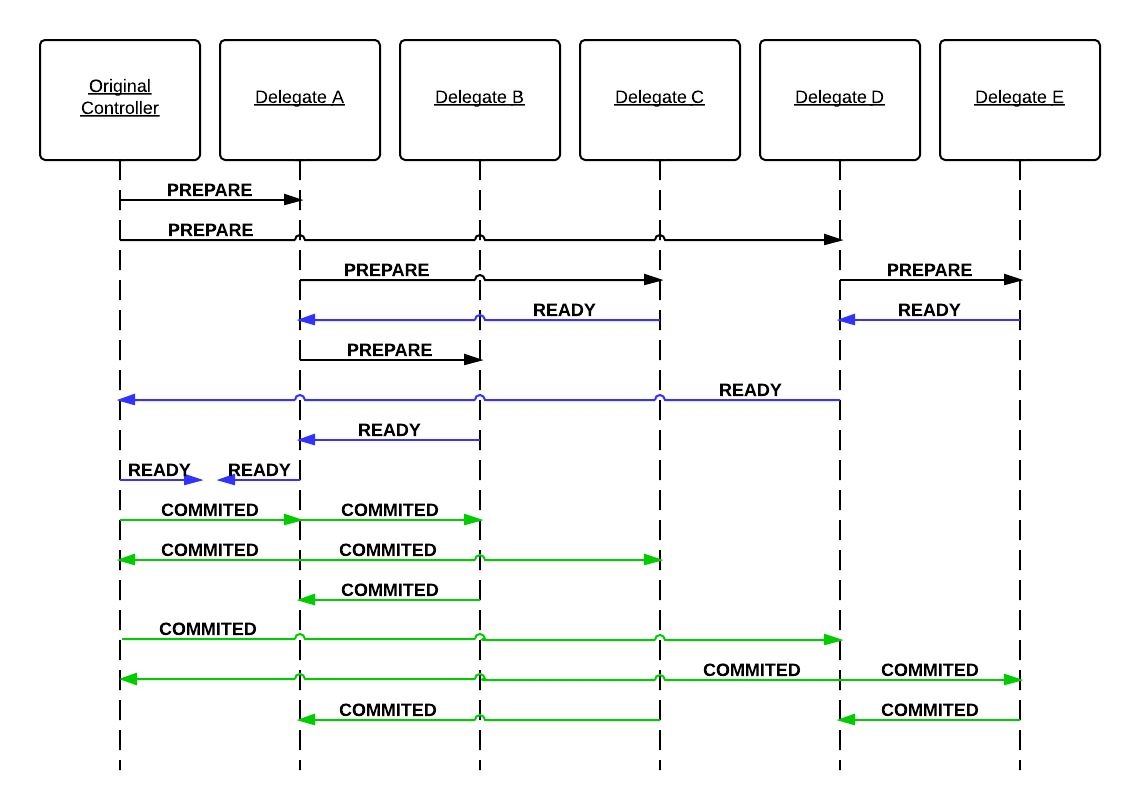 Original
Controller
Delegate A
Delegate B
Delegate C
Delegate D
Delegate E
PREPARE
PREPARE
PREPARE
PREPARE
READY
READY
PREPARE
READY
READY
READY
READY
COMMITED
COMMITED
COMMITED
COMMITED
COMMITED
COMMITED
COMMITED
COMMITED
COMMITED
COMMITED